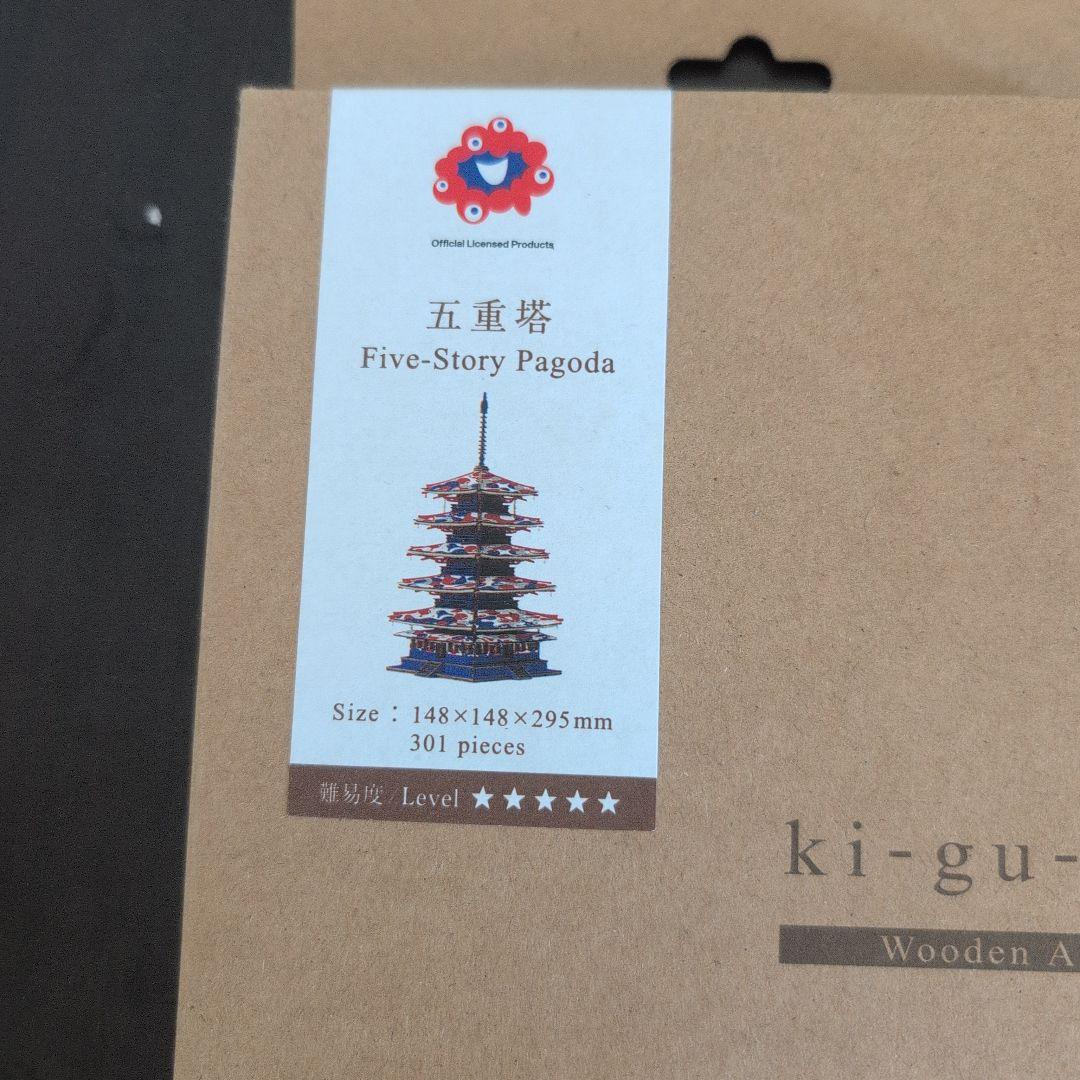 Official Licensed Products
五重塔
Five-Story Pagoda
Size：148×148×295mm
301 pieces
難易度/Level ★★★★★
ki-gu-
Wooden A